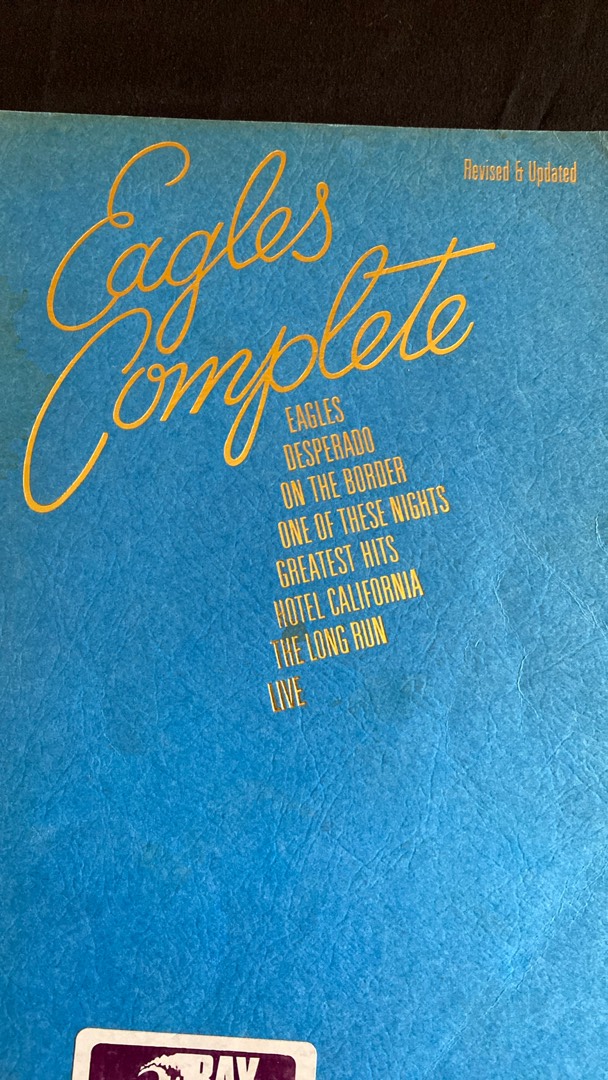 Revised & Updated
Eagles
Complete
EAGLES
DESPERADO
ON THE BORDER
ONE OF THESE NIGHTS
GREATEST HITS
HOTEL CALIFORNIA
THE LONG RUN
LIVE
BAY